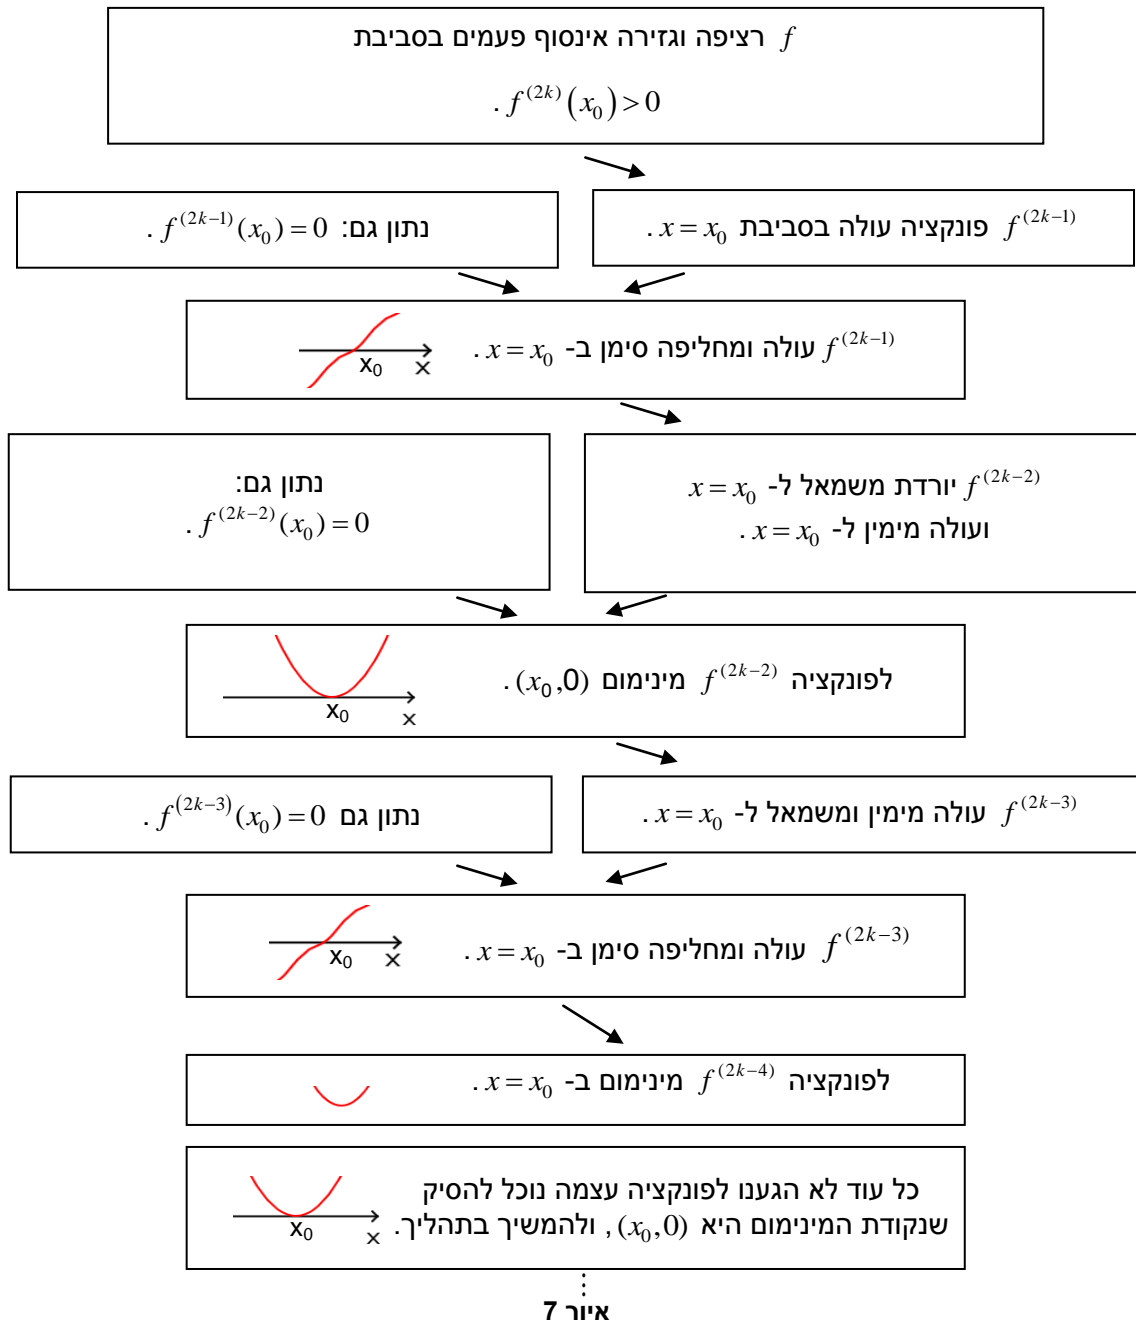 f רציפה וגזירה אינסוף פעמים בסביבת
. f^{(2k)}(x_0) > 0
f^{(2k-1)} פונקציה עולה בסביבת x = x_0 .
נתון גם: f^{(2k-1)}(x_0) = 0 .
f^{(2k-1)} עולה ומחליפה סימן ב- x = x_0 .
x_0 x
f^{(2k-2)} יורדת משמאל ל- x = x_0
ועולה מימין ל- x = x_0 .
נתון גם:
. f^{(2k-2)}(x_0) = 0
לפונקציה f^{(2k-2)} מינימום (x_0, 0) .
x_0 x
f^{(2k-3)} עולה מימין ומשמאל ל- x = x_0 .
נתון גם f^{(2k-3)}(x_0) = 0 .
f^{(2k-3)} עולה ומחליפה סימן ב- x = x_0 .
x_0 x
לפונקציה f^{(2k-4)} מינימום ב- x = x_0 .
כל עוד לא הגענו לפונקציה עצמה נוכל להסיק
שנקודת המינימום היא (x_0, 0) , ולהמשיך בתהליך.
x_0 x
איור 7